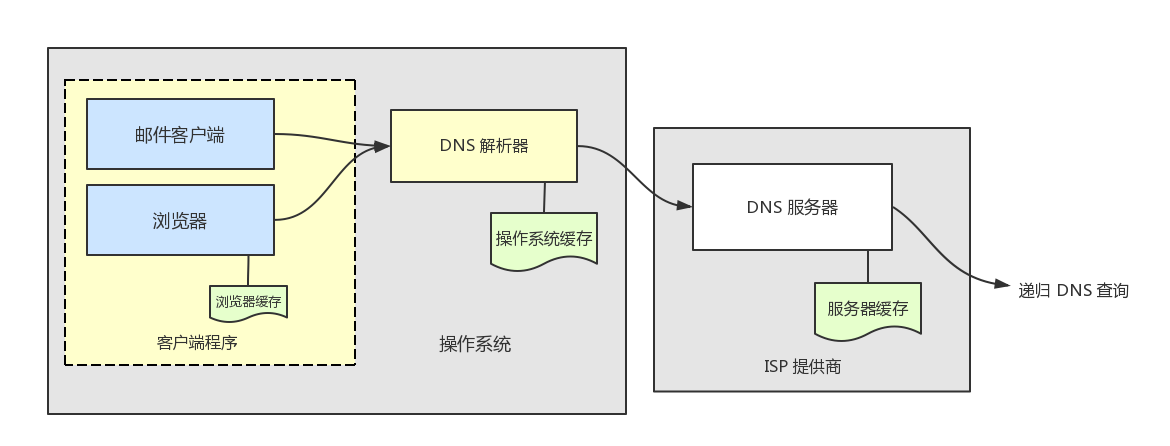 邮件客户端
浏览器
浏览器缓存
客户端程序
DNS 解析器
操作系统缓存
操作系统
DNS 服务器
服务器缓存
ISP 提供商
递归 DNS 查询